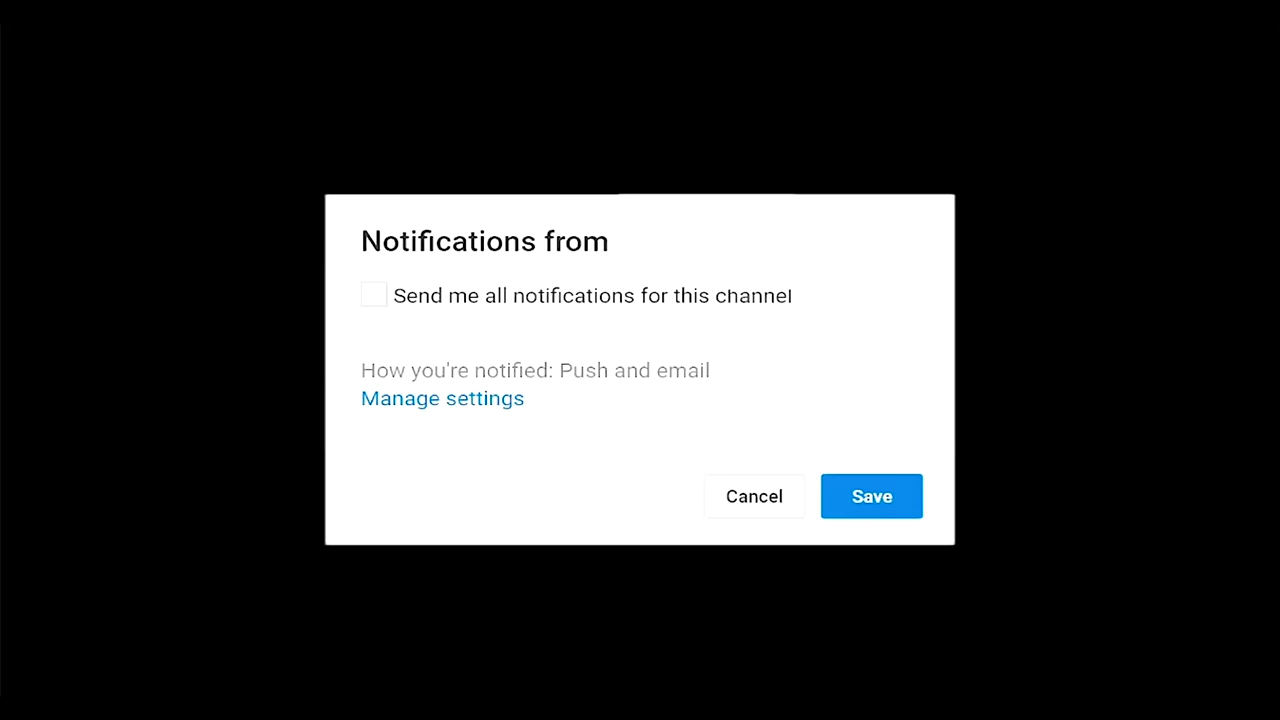 Notifications from
Send me all notifications for this channel
How you're notified: Push and email
Manage settings
Cancel
Save